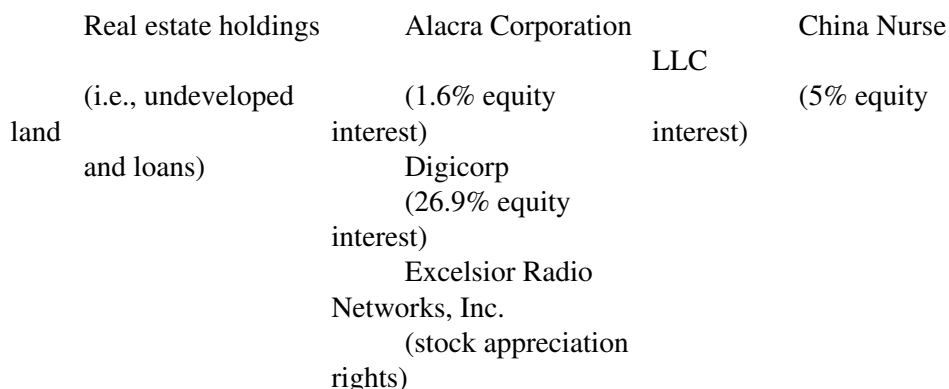 Real estate holdings Alacra Corporation China Nurse
LLC
(i.e., undeveloped (1.6% equity (5% equity
land interest) interest)
and loans) Digicorp
(26.9% equity
interest)
Excelsior Radio
Networks, Inc.
(stock appreciation
rights)